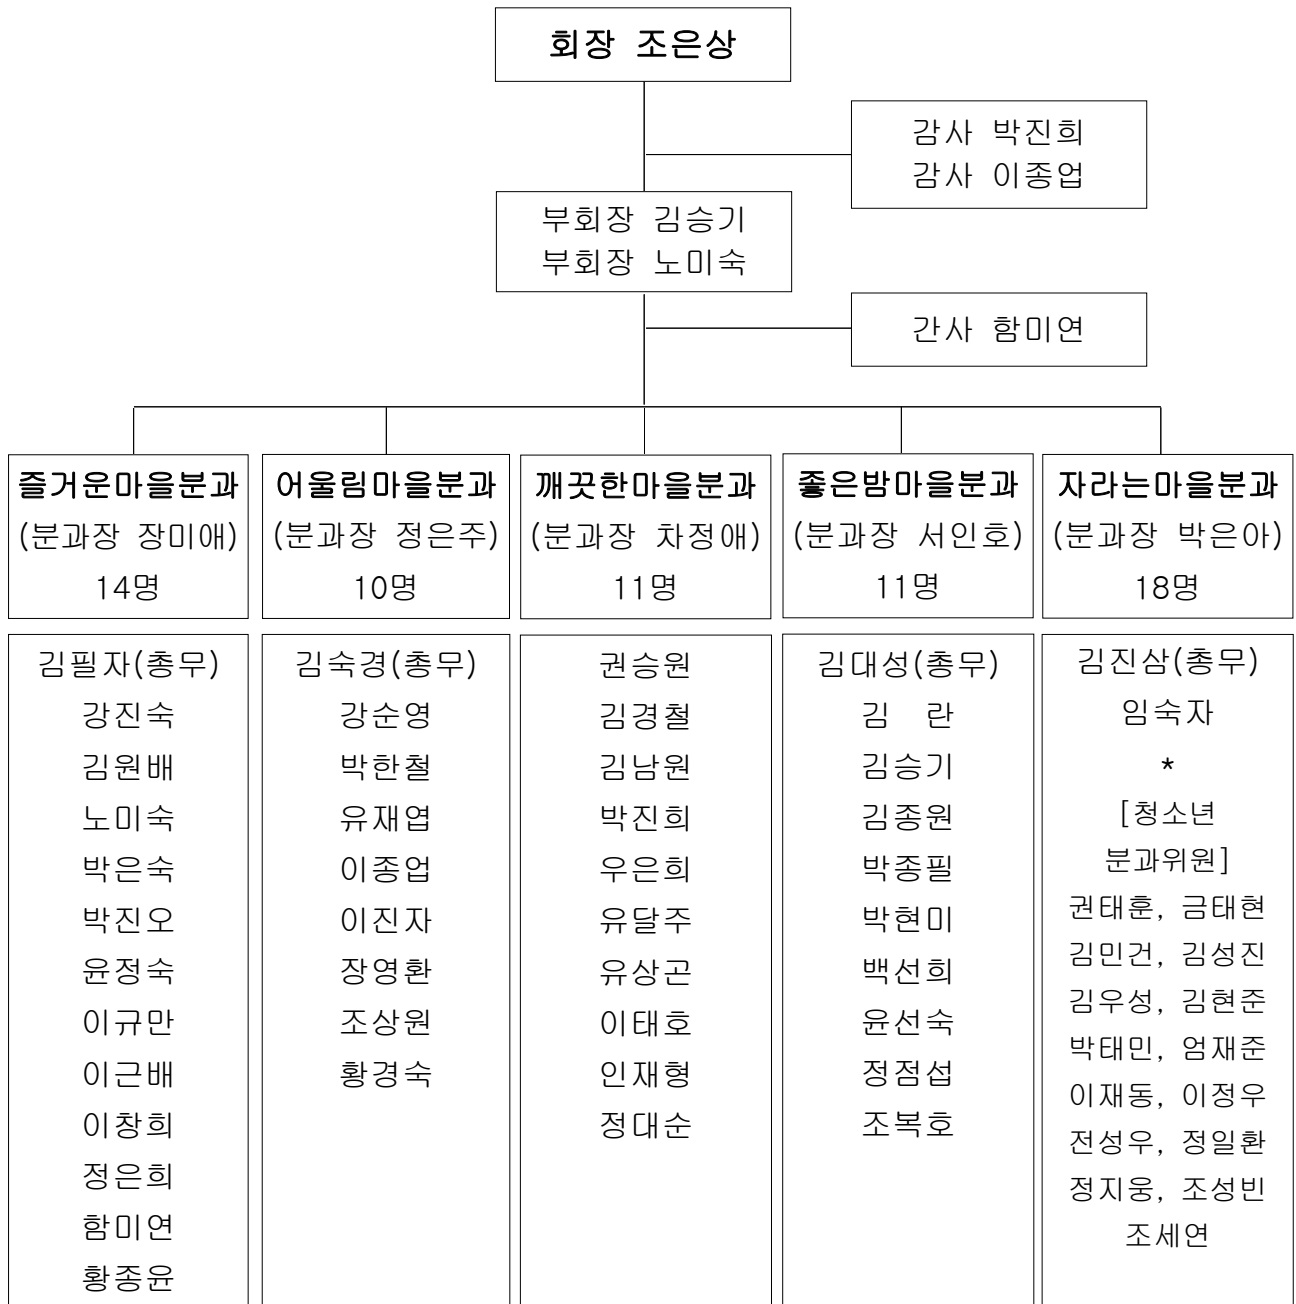 회장 조은상
감사 박진희
감사 이종업
부회장 김승기
부회장 노미숙
간사 함미연
즐거운마을분과
(분과장 장미애)
14명
어울림마을분과
(분과장 정은주)
10명
깨끗한마을분과
(분과장 차정애)
11명
좋은밤마을분과
(분과장 서인호)
11명
자라는마을분과
(분과장 박은아)
18명
김필자(총무)
강진숙
김원배
노미숙
박은숙
박진오
윤정숙
이규만
이근배
이창희
정은희
함미연
황종윤
김숙경(총무)
강순영
박한철
유재엽
이종업
이진자
장영환
조상원
황경숙
권승원
김경철
김남원
박진희
우은희
유달주
유상곤
이태호
인재형
정대순
김대성(총무)
김 란
김승기
김종원
박종필
박현미
백선희
윤선숙
정점섭
조복호
김진삼(총무)
임숙자
*
[청소년
분과위원]
권태훈, 금태현
김민건, 김성진
김우성, 김현준
박태민, 엄재준
이재동, 이정우
전성우, 정일환
정지웅, 조성빈
조세연